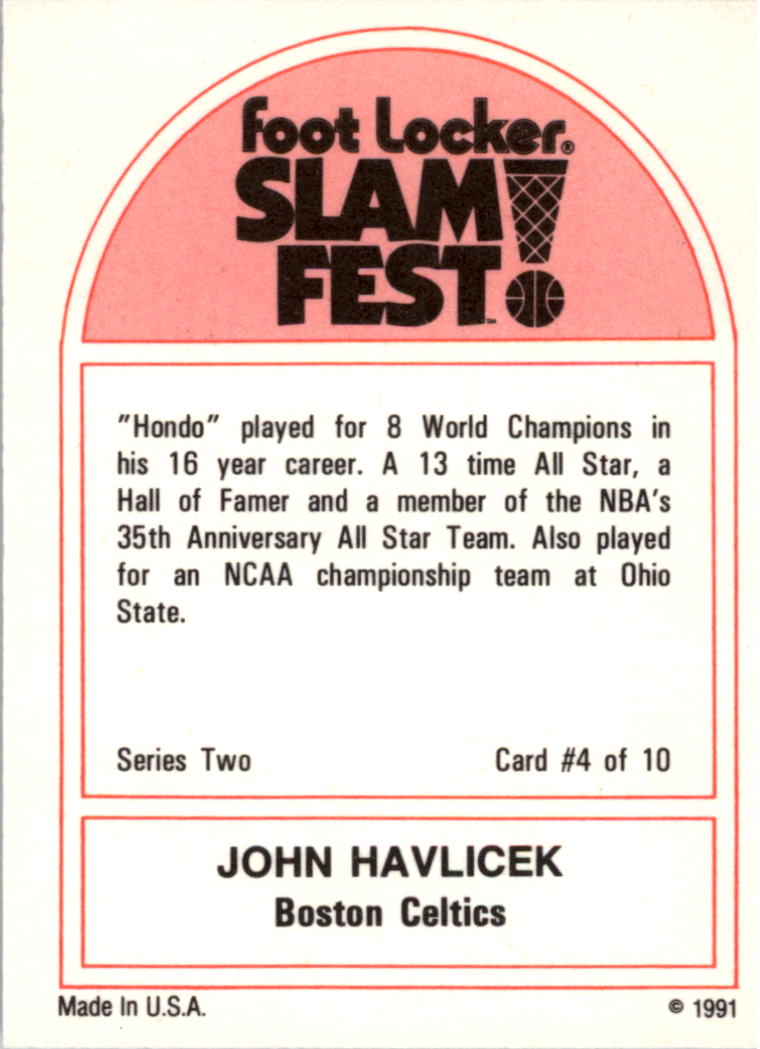 foot Locker®
SLAM
FEST™!
"Hondo" played for 8 World Champions in
his 16 year career. A 13 time All Star, a
Hall of Famer and a member of the NBA's
35th Anniversary All Star Team. Also played
for an NCAA championship team at Ohio
State.
Series Two Card #4 of 10
JOHN HAVLICEK
Boston Celtics
Made In U.S.A. © 1991